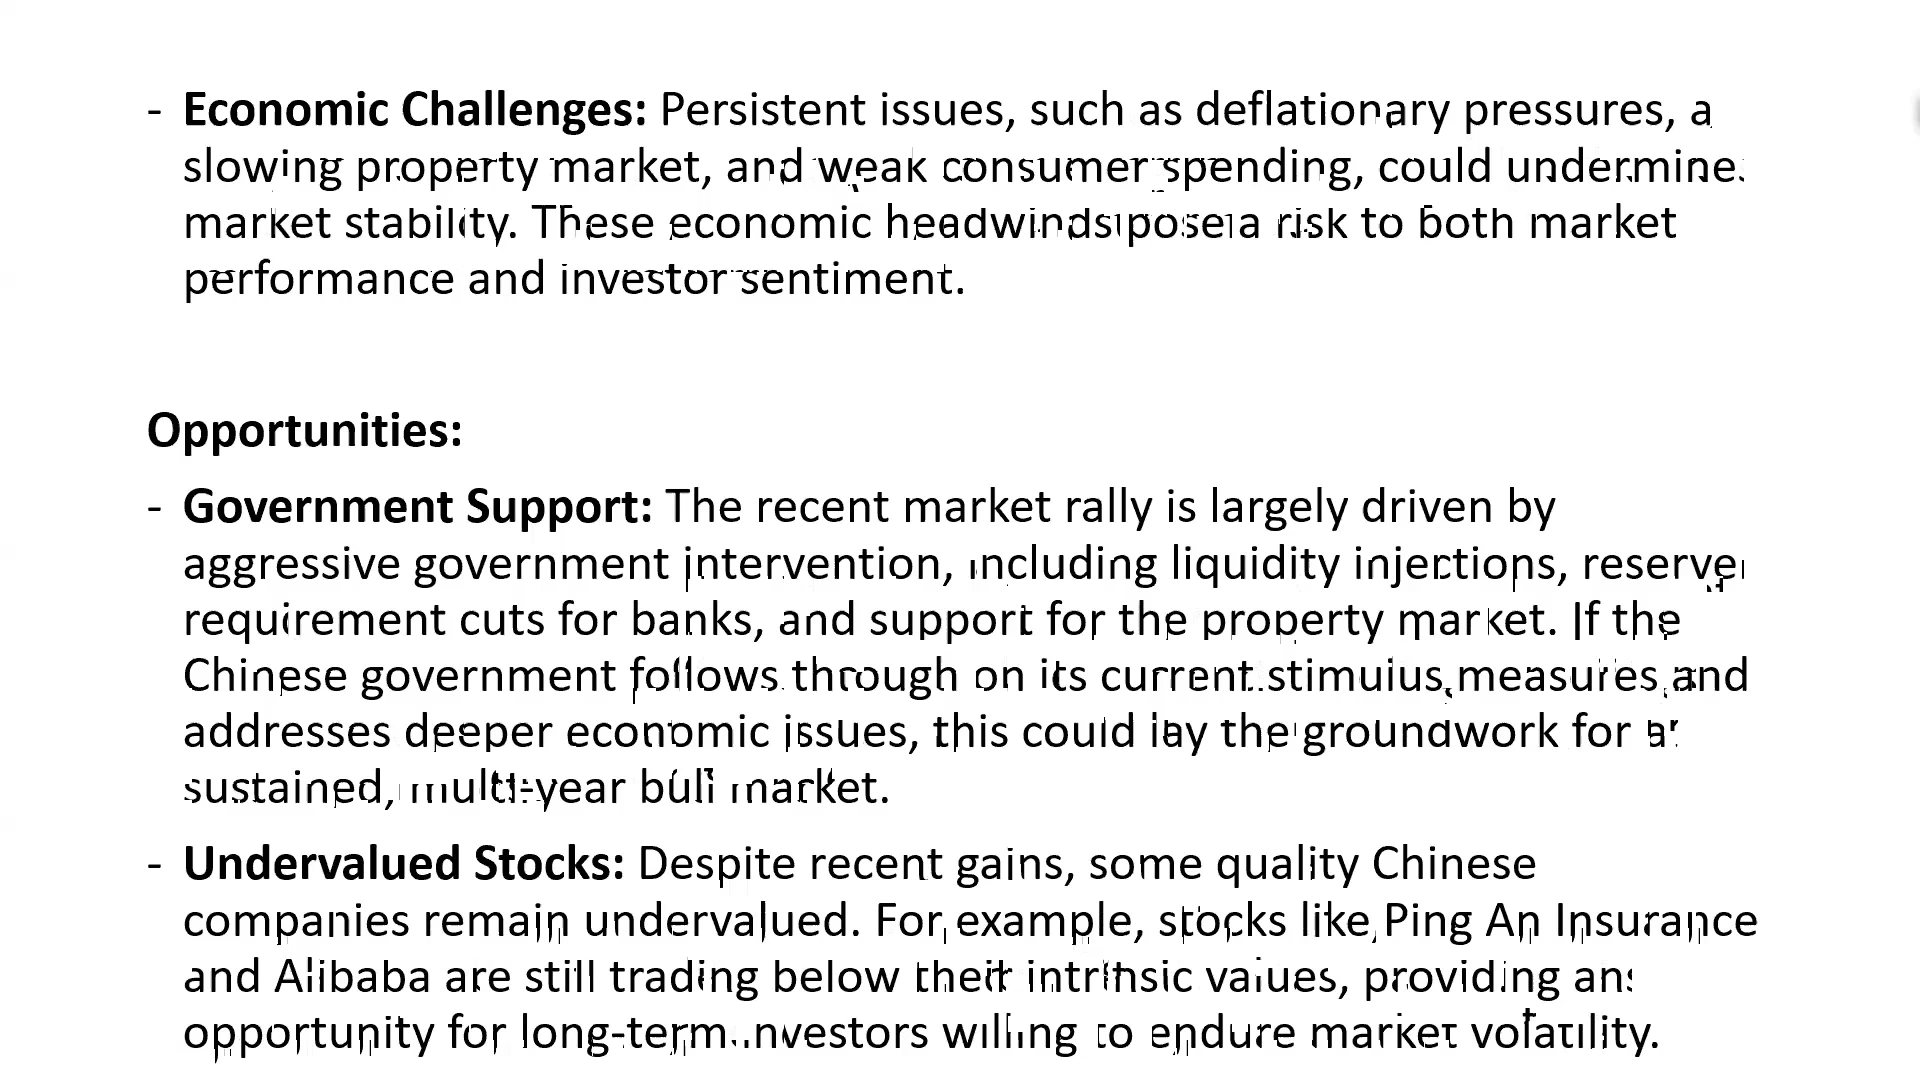 - Economic Challenges: Persistent issues, such as deflationary pressures, a
slowing property market, and weak consumer spending, could undermine
market stability. These economic headwinds pose a risk to both market
performance and investor sentiment.
Opportunities:
- Government Support: The recent market rally is largely driven by
aggressive government intervention, including liquidity injections, reserve
requirement cuts for banks, and support for the property market. If the
Chinese government follows through on its current stimulus measures and
addresses deeper economic issues, this could lay the groundwork for a
sustained, multi-year bull market.
- Undervalued Stocks: Despite recent gains, some quality Chinese
companies remain undervalued. For example, stocks like Ping An Insurance
and Alibaba are still trading below their intrinsic values, providing an
opportunity for long-term investors willing to endure market volatility.